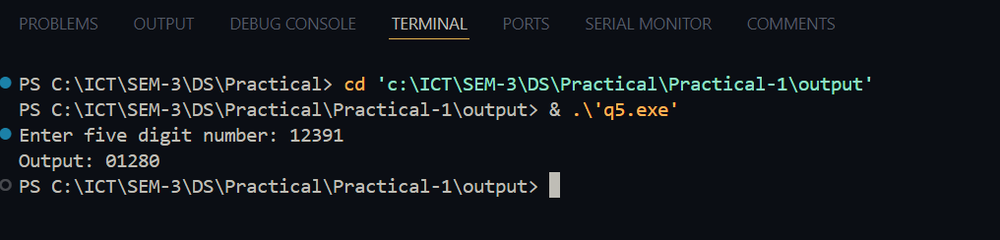 PROBLEMS OUTPUT DEBUG CONSOLE TERMINAL PORTS SERIAL MONITOR COMMENTS
PS C:\ICT\SEM-3\DS\Practical> cd 'c:\ICT\SEM-3\DS\Practical\Practical-1\output'
PS C:\ICT\SEM-3\DS\Practical\Practical-1\output> & .\'q5.exe'
Enter five digit number: 12391
Output: 01280
PS C:\ICT\SEM-3\DS\Practical\Practical-1\output>